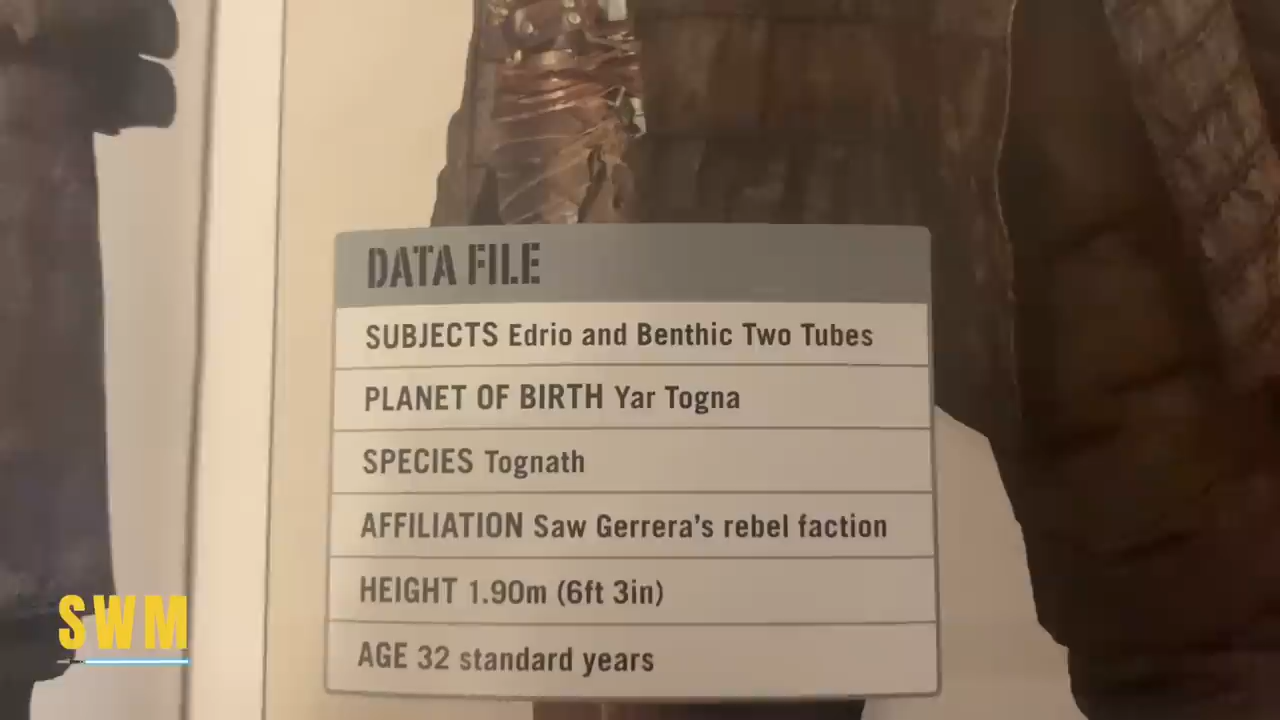 DATA FILE
SUBJECTS Edrio and Benthic Two Tubes
PLANET OF BIRTH Yar Togna
SPECIES Tognath
AFFILIATION Saw Gerrera's rebel faction
HEIGHT 1.90m (6ft 3in)
AGE 32 standard years
SWM